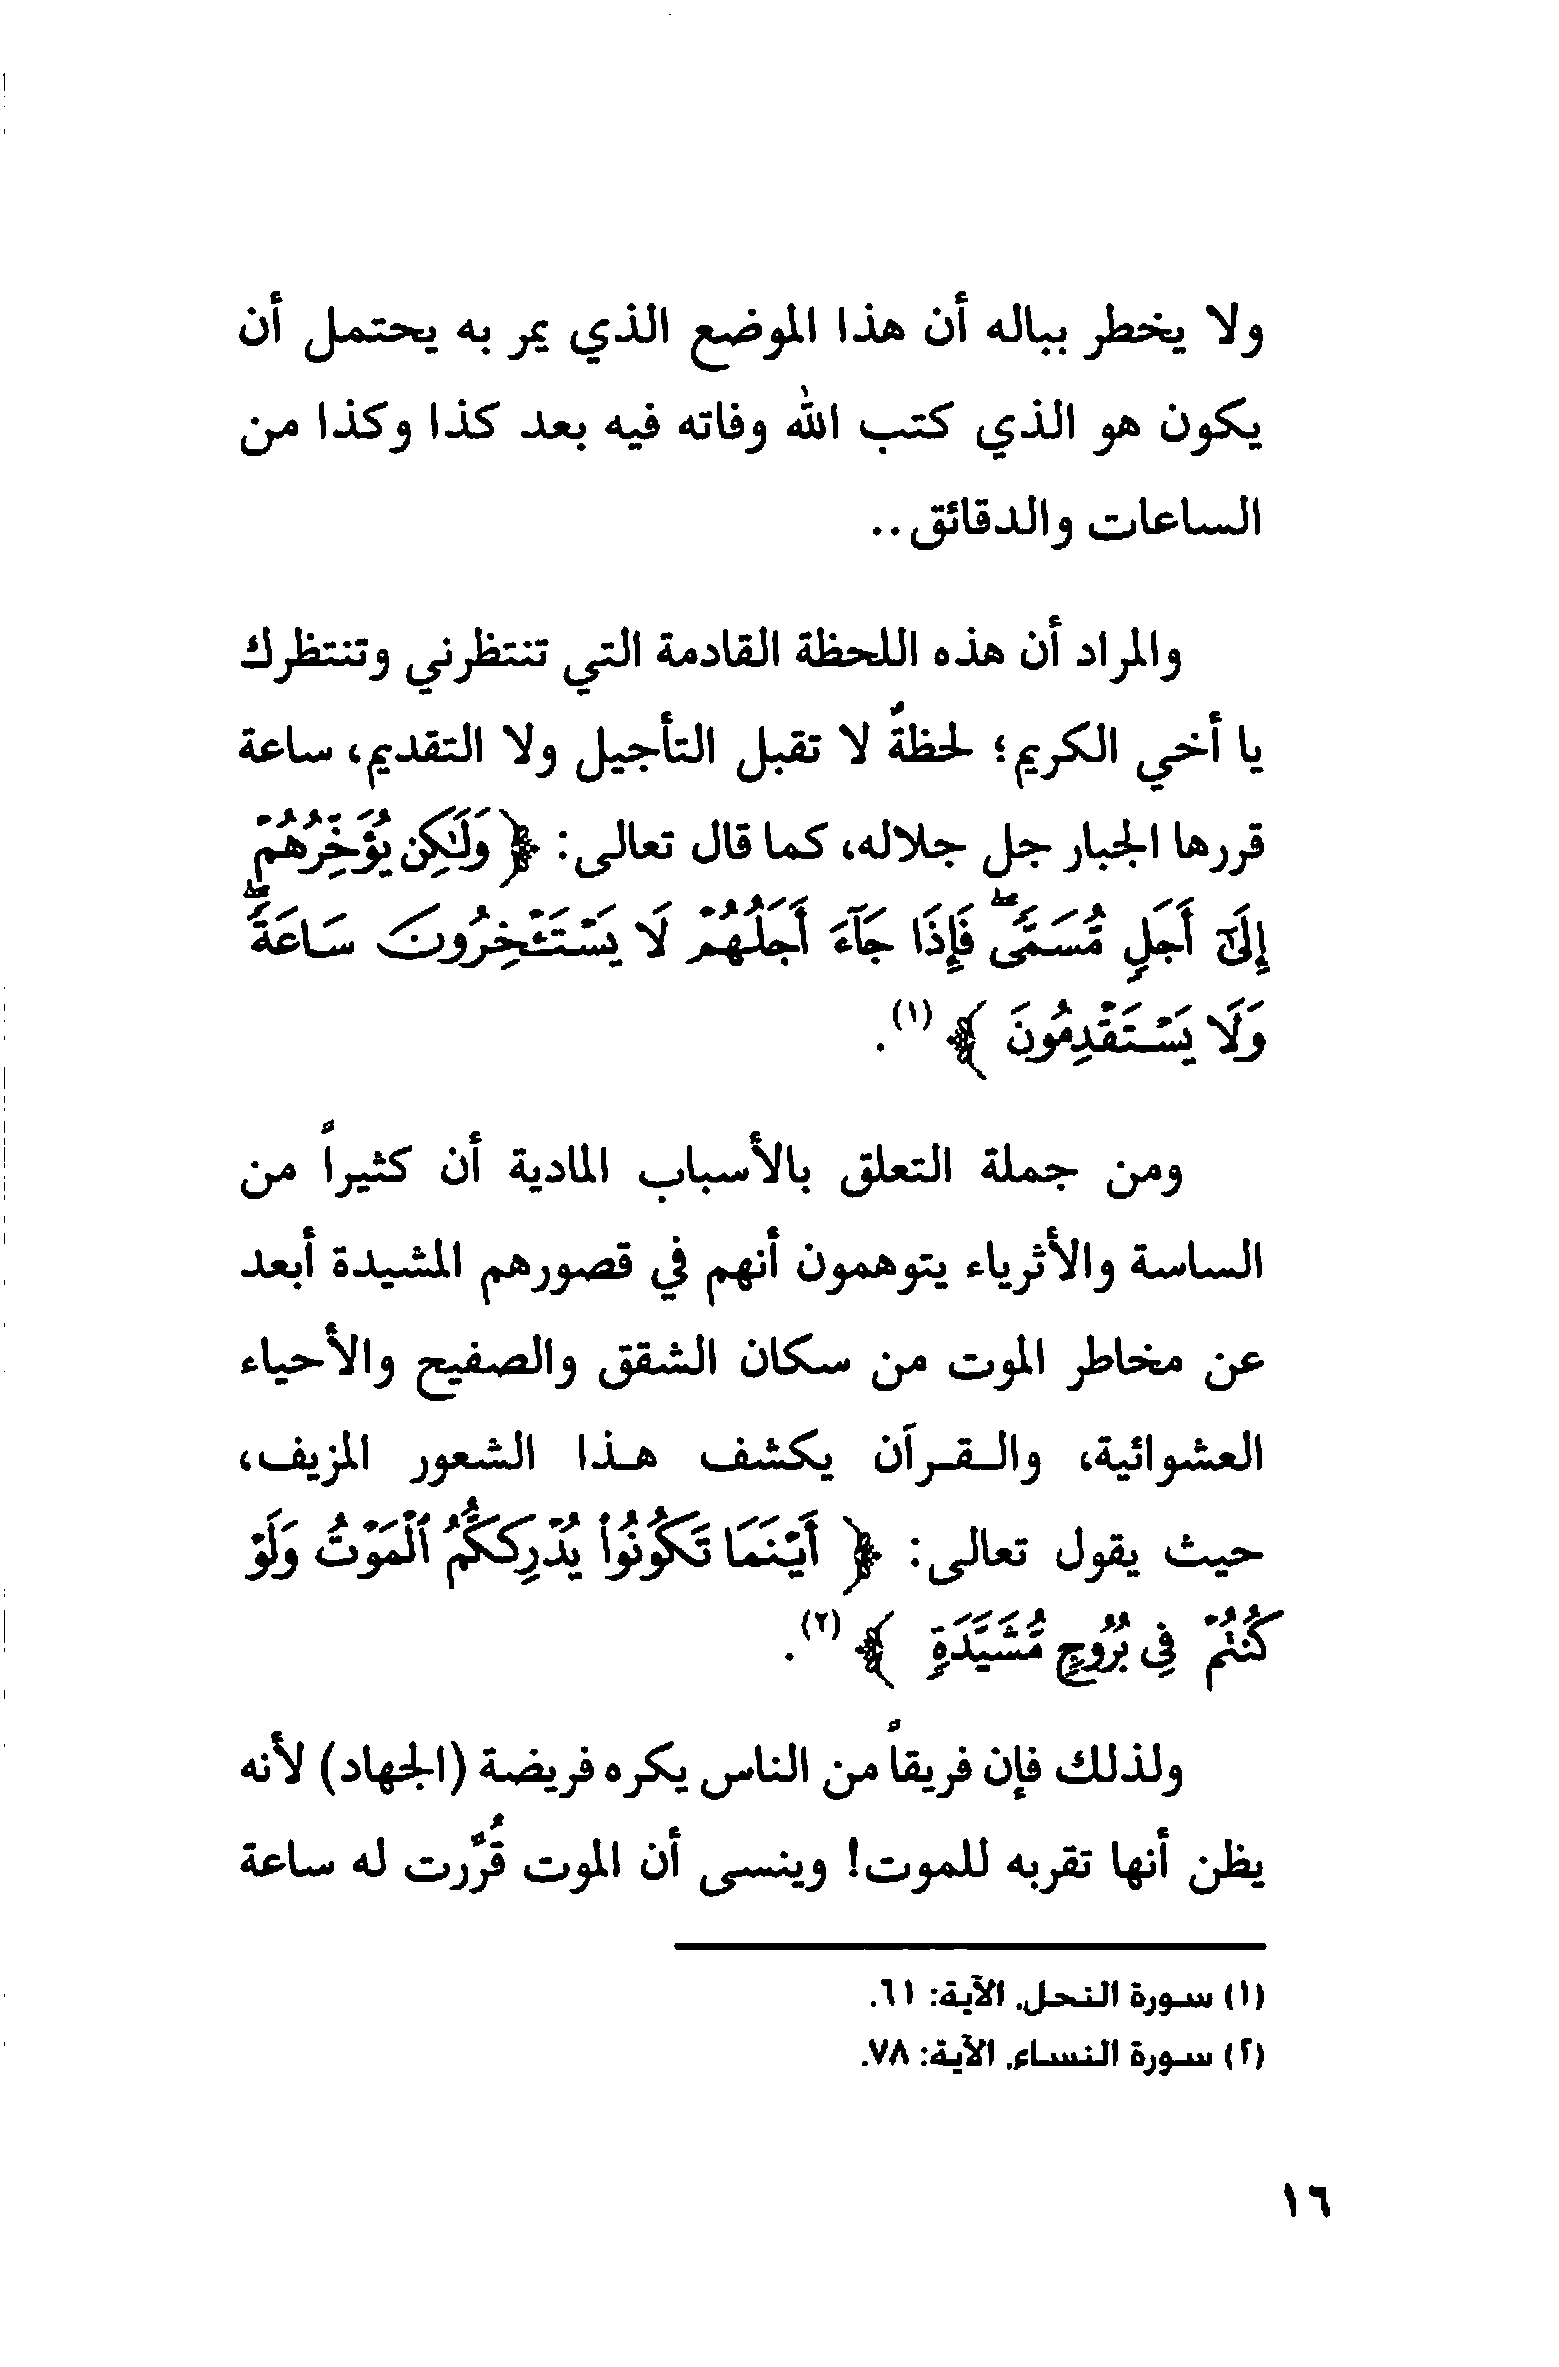 ولا يخطر بباله أن هذا الموضع الذي يمر به يحتمل أن
يكون هو الذي كتب الله وفاته فيه بعد كذا وكذا من
الساعات والدقائق..
والمراد أن هذه اللحظة القادمة التي تنتظرني وتنتظرك
يا أخي الكريم؛ لحظةٌ لا تقبل التأجيل ولا التقديم، ساعة
قررها الجبار جل جلاله، كما قال تعالى: ﴿وَلَٰكِن يُؤَخِّرُهُمْ
إِلَىٰٓ أَجَلٍ مُّسَمًّىۖ فَإِذَا جَآءَ أَجَلُهُمْ لَا يَسْتَـْٔخِرُونَ سَاعَةًۖ
وَلَا يَسْتَقْدِمُونَ ﴾ (١).
ومن جملة التعلق بالأسباب المادية أن كثيراً من
الساسة والأثرياء يتوهمون أنهم في قصورهم المشيدة أبعد
عن مخاطر الموت من سكان الشقق والصفيح والأحياء
العشوائية، والـقـرآن يكشف هـذا الشعور المزيف،
حيث يقول تعالى: ﴿ أَيْنَمَا تَكُونُوا۟ يُدْرِككُّمُ ٱلْمَوْتُ وَلَوْ
كُنتُمْ فِى بُرُوجٍ مُّشَيَّدَةٍ ﴾ (٢).
ولذلك فإن فريقاً من الناس يكره فريضة (الجهاد) لأنه
يظن أنها تقربه للموت! وينسى أن الموت قُرِّرت له ساعة
(١) سورة النحل، الآية: ٦١.
(٢) سورة النساء، الآية: ٧٨.
١٦